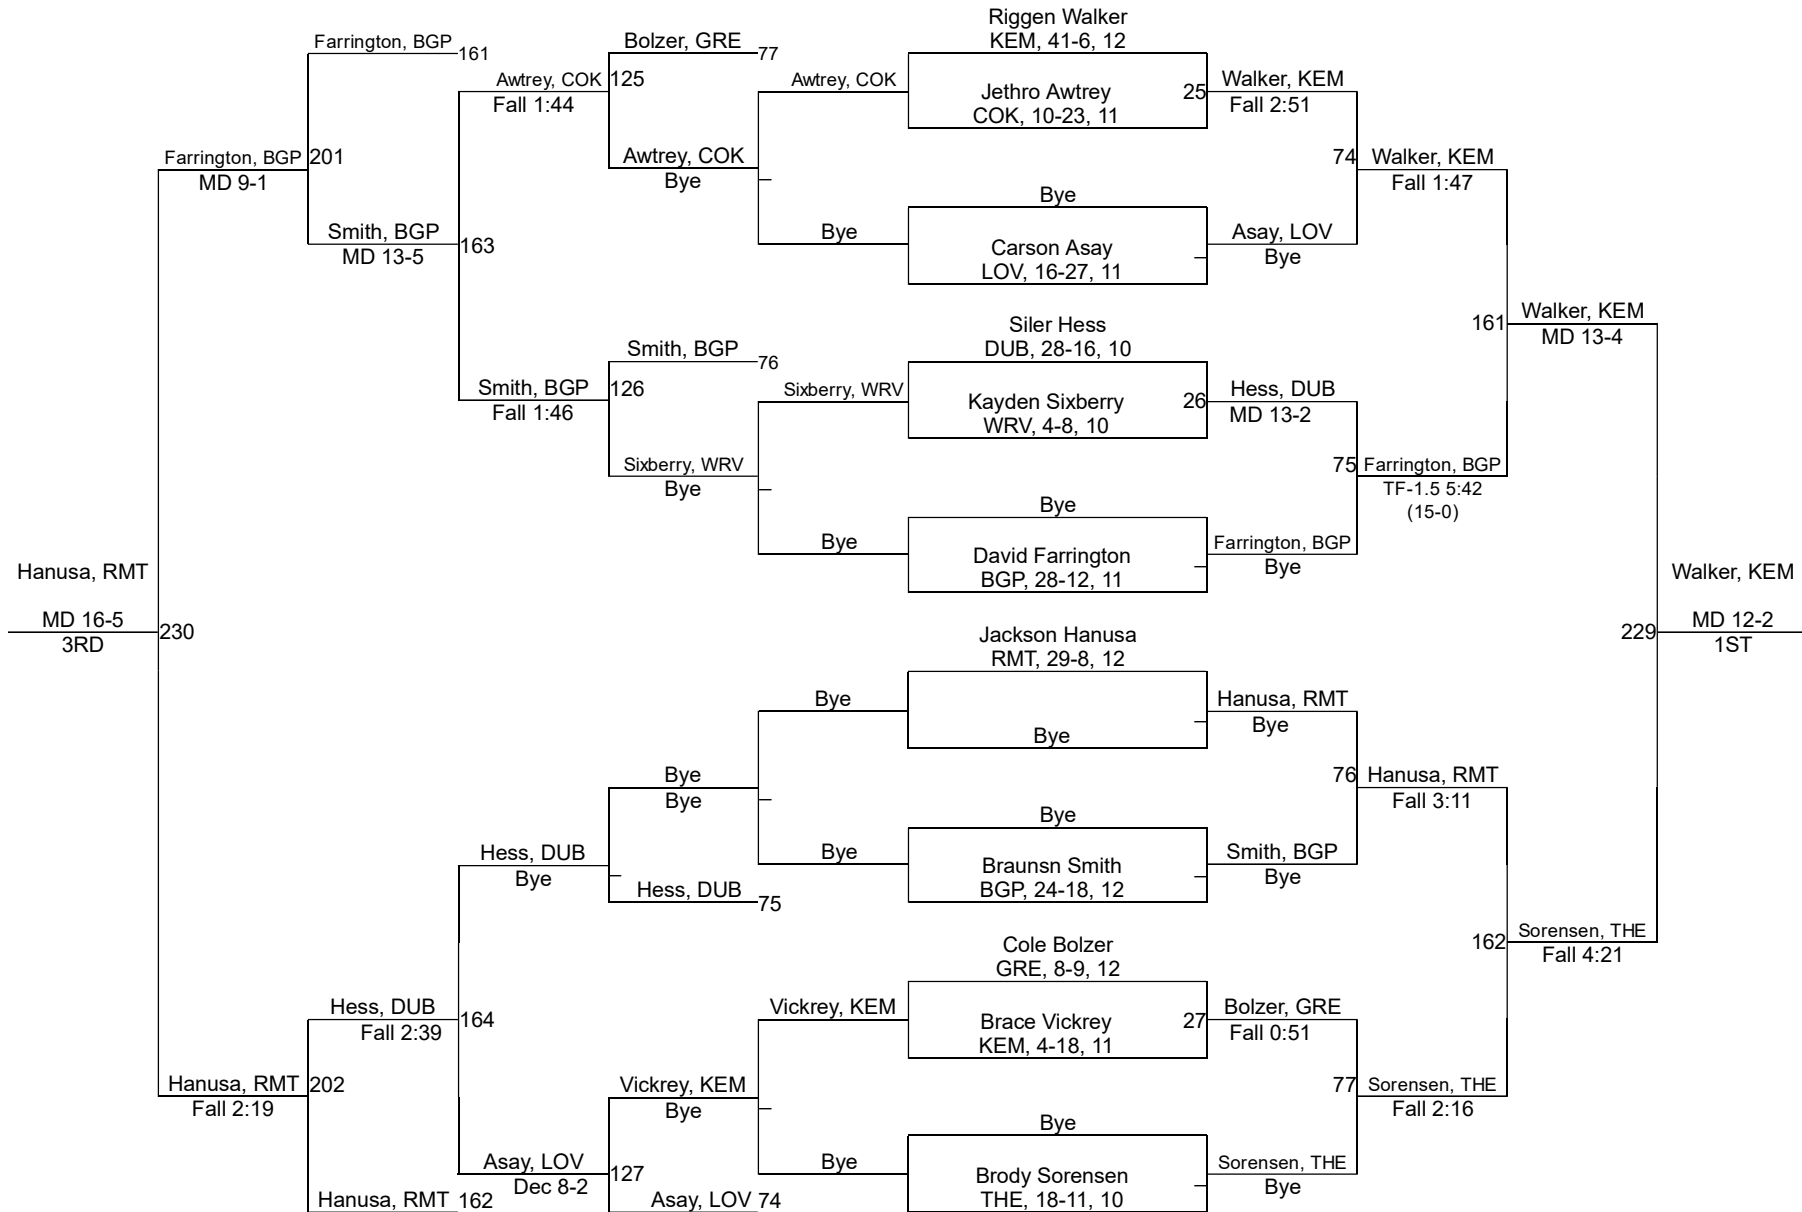 Riggen Walker
KEM, 41-6, 12
Farrington, BGP
161
Bolzer, GRE
77
Awtrey, COK
125
Fall 1:44
Awtrey, COK
Jethro Awtrey
COK, 10-23, 11
25
Walker, KEM
Fall 2:51
Farrington, BGP
201
MD 9-1
Awtrey, COK
Bye
74
Walker, KEM
Fall 1:47
Smith, BGP
MD 13-5
163
Bye
Bye
Carson Asay
LOV, 16-27, 11
Asay, LOV
Bye
Siler Hess
DUB, 28-16, 10
161
Walker, KEM
MD 13-4
Smith, BGP
76
Smith, BGP
126
Fall 1:46
Sixberry, WRV
Kayden Sixberry
WRV, 4-8, 10
26
Hess, DUB
MD 13-2
Sixberry, WRV
Bye
75
Farrington, BGP
TF-1.5 5:42
(15-0)
Bye
Bye
David Farrington
BGP, 28-12, 11
Farrington, BGP
Bye
Hanusa, RMT
MD 16-5
3RD
230
Walker, KEM
229
MD 12-2
1ST
Jackson Hanusa
RMT, 29-8, 12
Bye
Bye
Hanusa, RMT
Bye
Bye
Bye
76
Hanusa, RMT
Fall 3:11
Hess, DUB
Bye
Bye
Bye
Braunsn Smith
BGP, 24-18, 12
Smith, BGP
Bye
Hess, DUB
75
162
Sorensen, THE
Fall 4:21
Cole Bolzer
GRE, 8-9, 12
Hess, DUB
Fall 2:39
164
Vickrey, KEM
Brace Vickrey
KEM, 4-18, 11
27
Bolzer, GRE
Fall 0:51
Hanusa, RMT
202
Fall 2:19
Vickrey, KEM
Bye
77
Sorensen, THE
Fall 2:16
Asay, LOV
Dec 8-2
127
Bye
Bye
Brody Sorensen
THE, 18-11, 10
Sorensen, THE
Bye
Hanusa, RMT
162
Asay, LOV
74